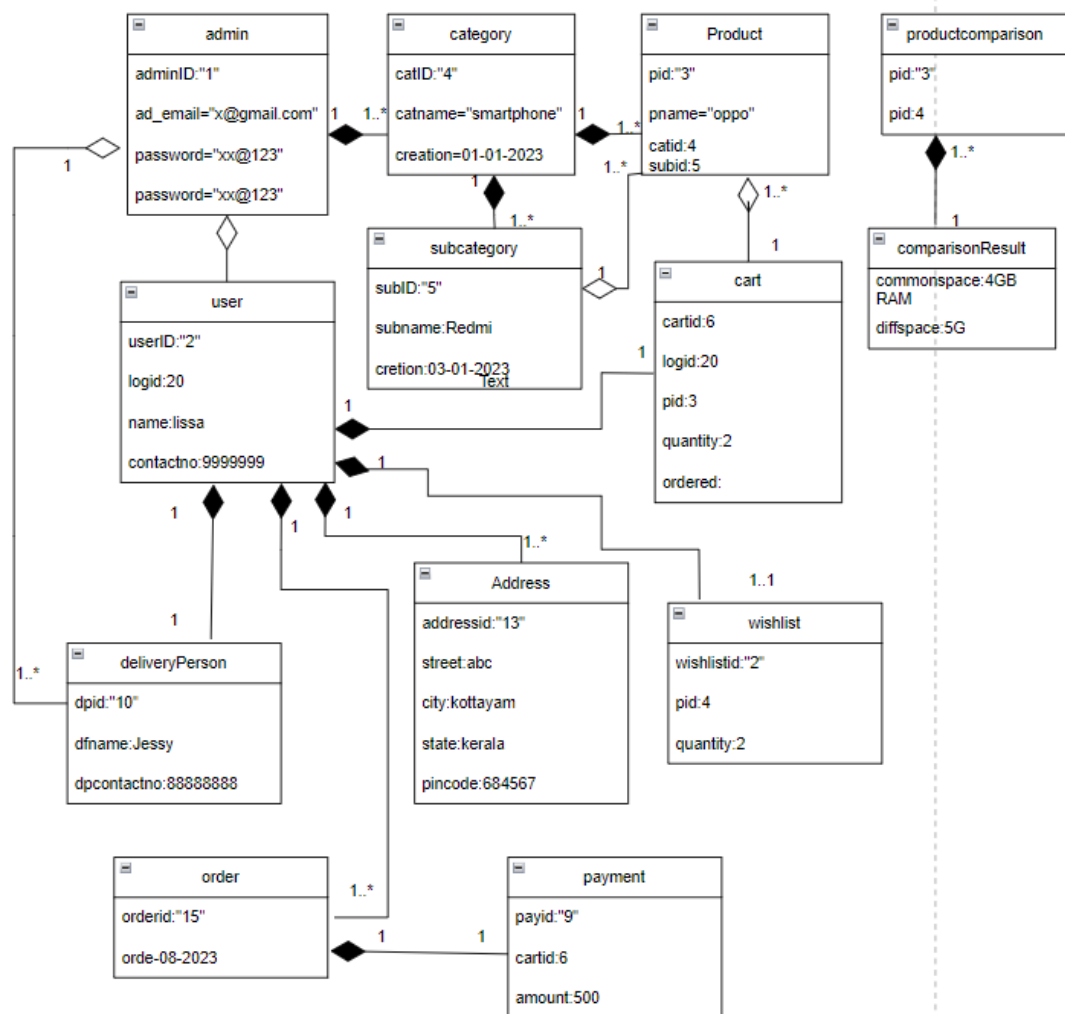 admin
adminID:"1"
ad_email="x@gmail.com"
password="xx@123"
password="xx@123"
1
1..*
category
catID:"4"
catname="smartphone"
creation=01-01-2023
1
1..*
Product
pid:"3"
pname="oppo"
catid:4
subid:5
productcomparison
pid:"3"
pid:4
1..*
1
comparisonResult
commonspace:4GB
RAM
diffspace:5G
1
1
1..*
1..*
1..*
1
subcategory
subID:"5"
subname:Redmi
cretion:03-01-2023
Text
1
cart
cartid:6
logid:20
pid:3
quantity:2
ordered:
user
userID:"2"
logid:20
name:lissa
contactno:9999999
1
1
1
1
1
1
1..*
1..1
1
1..*
deliveryPerson
dpid:"10"
dfname:Jessy
dpcontactno:88888888
Address
addressid:"13"
street:abc
city:kottayam
state:kerala
pincode:684567
wishlist
wishlistid:"2"
pid:4
quantity:2
order
orderid:"15"
orde-08-2023
1..*
1
1
payment
payid:"9"
cartid:6
amount:500